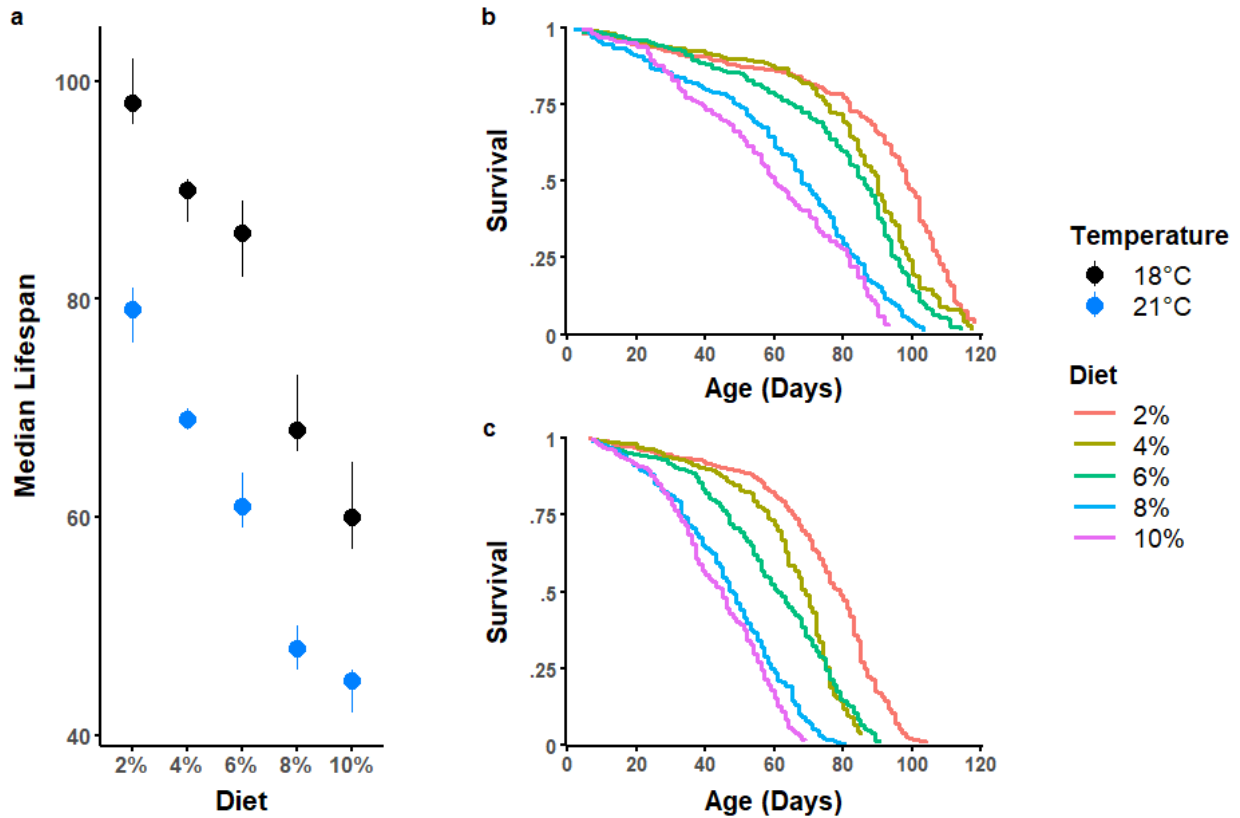 a
100
80
60
40
Median Lifespan
2% 4% 6% 8% 10%
Diet
b
1
.75
.5
.25
0
Survival
0 20 40 60 80 100 120
Age (Days)
c
1
.75
.5
.25
0
Survival
0 20 40 60 80 100 120
Age (Days)
Temperature
18°C
21°C
Diet
2%
4%
6%
8%
10%